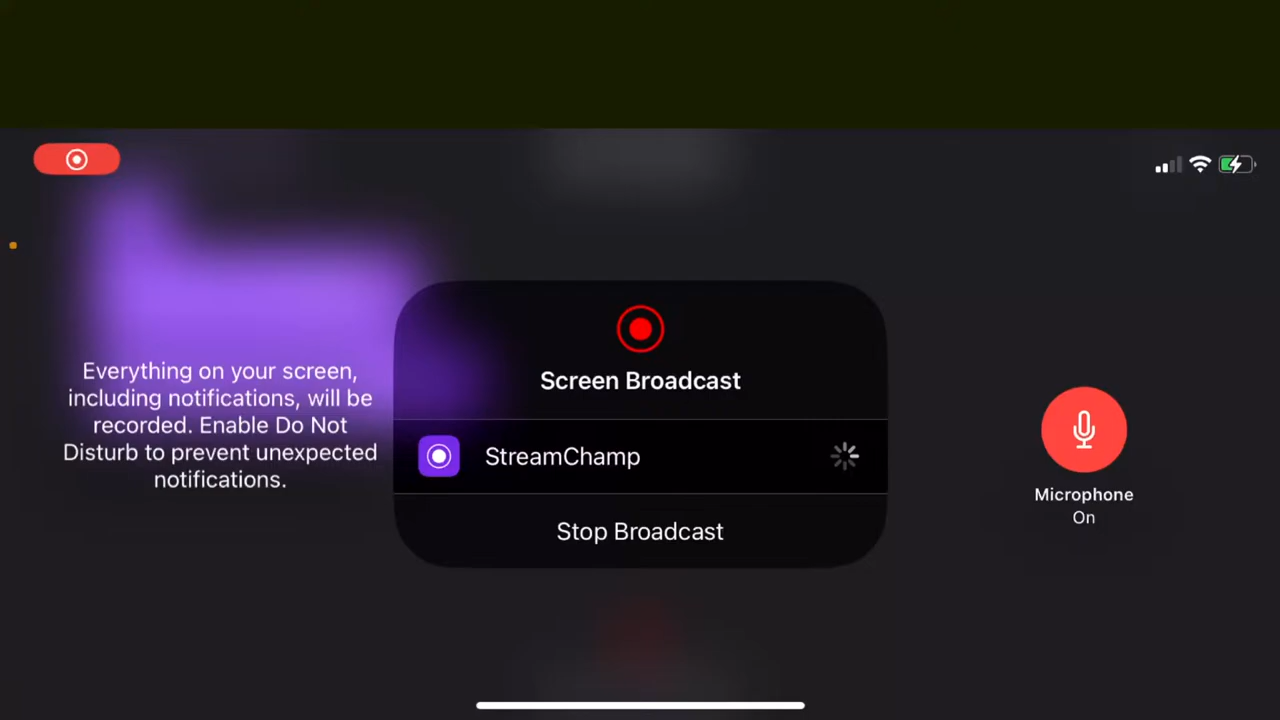 Everything on your screen,
including notifications, will be
recorded. Enable Do Not
Disturb to prevent unexpected
notifications.
Screen Broadcast
StreamChamp
Stop Broadcast
Microphone
On